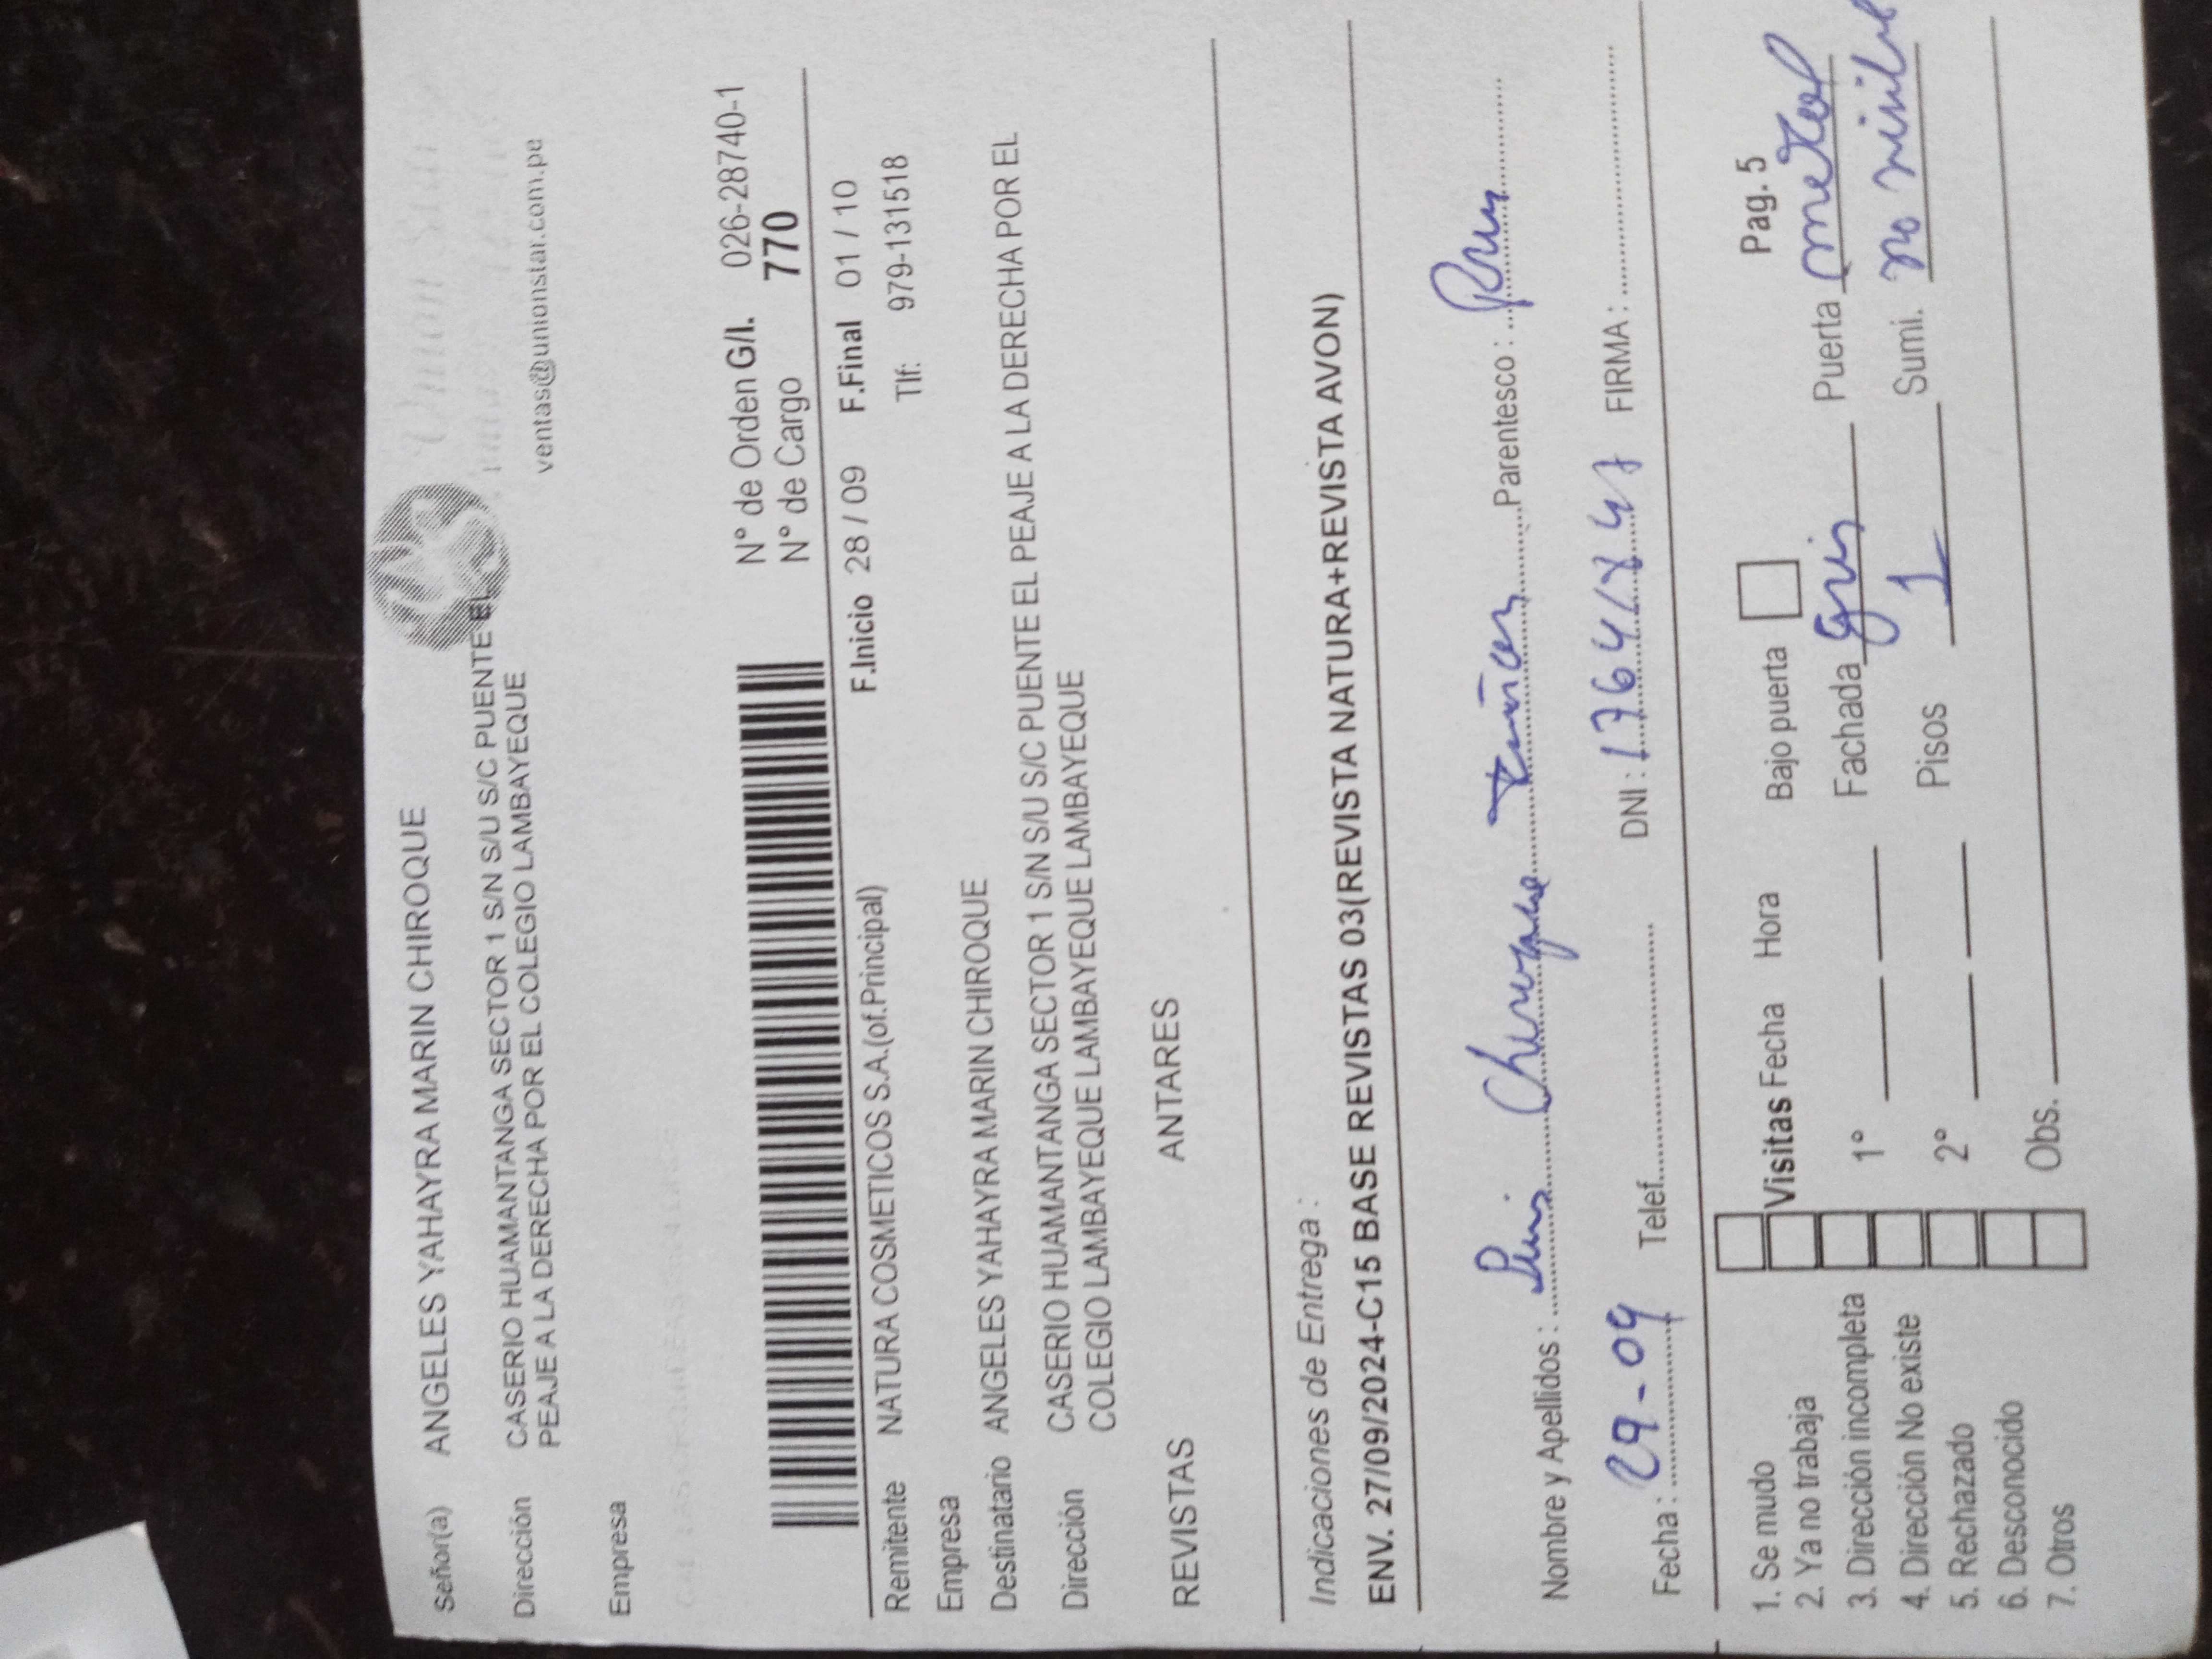 Señor(a) ANGELES YAHAYRA MARIN CHIROQUE
Dirección CASERIO HUAMANTANGA SECTOR 1 S/N S/U S/C PUENTE EL
PEAJE A LA DERECHA POR EL COLEGIO LAMBAYEQUE
ventas@unionstar.com.pe
Empresa
N° de Orden G/I. 026-28740-1
N° de Cargo 770
F.Inicio 28 / 09 F.Final 01 / 10
Remitente NATURA COSMETICOS S.A.(of.Principal)
Tlf: 979-131518
Empresa
Destinatario ANGELES YAHAYRA MARIN CHIROQUE
Dirección CASERIO HUAMANTANGA SECTOR 1 S/N S/U S/C PUENTE EL PEAJE A LA DERECHA POR EL
COLEGIO LAMBAYEQUE LAMBAYEQUE LAMBAYEQUE
REVISTAS ANTARES
Indicaciones de Entrega :
ENV. 27/09/2024-C15 BASE REVISTAS 03(REVISTA NATURA+REVISTA AVON)
Nombre y Apellidos : Parentesco :
Fecha : 29-09 Telef. DNI : FIRMA :
Pag. 5
1. Se mudo
2. Ya no trabaja Visitas Fecha Hora Bajo puerta
3. Dirección incompleta 1° Fachada gris Puerta metal
4. Dirección No existe
5. Rechazado 2° Pisos 1 Sumi. no
6. Desconocido
7. Otros Obs.